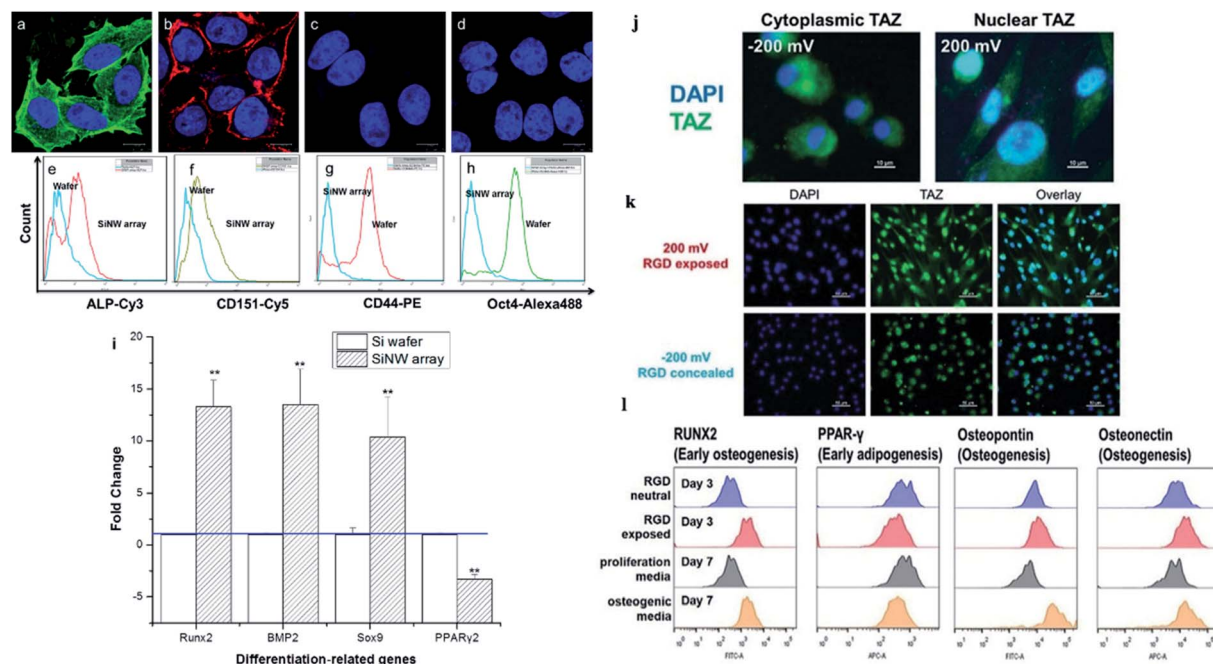 a
b
c
d
e
Wafer
SiNW array
f
Wafer
SiNW array
g
SiNW array
Wafer
h
SiNW array
Wafer
Count
ALP-Cy3
CD151-Cy5
CD44-PE
Oct4-Alexa488
i
Si wafer
SiNW array
20
15
10
5
0
-5
Fold Change
**
**
**
**
Runx2
BMP2
Sox9
PPARγ2
Differentiation-related genes
j
Cytoplasmic TAZ
Nuclear TAZ
-200 mV
200 mV
DAPI
TAZ
10 µm
10 µm
k
DAPI
TAZ
Overlay
200 mV
RGD exposed
-200 mV
RGD concealed
l
RUNX2
(Early osteogenesis)
PPAR-γ
(Early adipogenesis)
Osteopontin
(Osteogenesis)
Osteonectin
(Osteogenesis)
RGD
neutral
Day 3
RGD
exposed
Day 3
proliferation
media
Day 7
osteogenic
media
Day 7
FITC-A
APC-A
FITC-A
APC-A